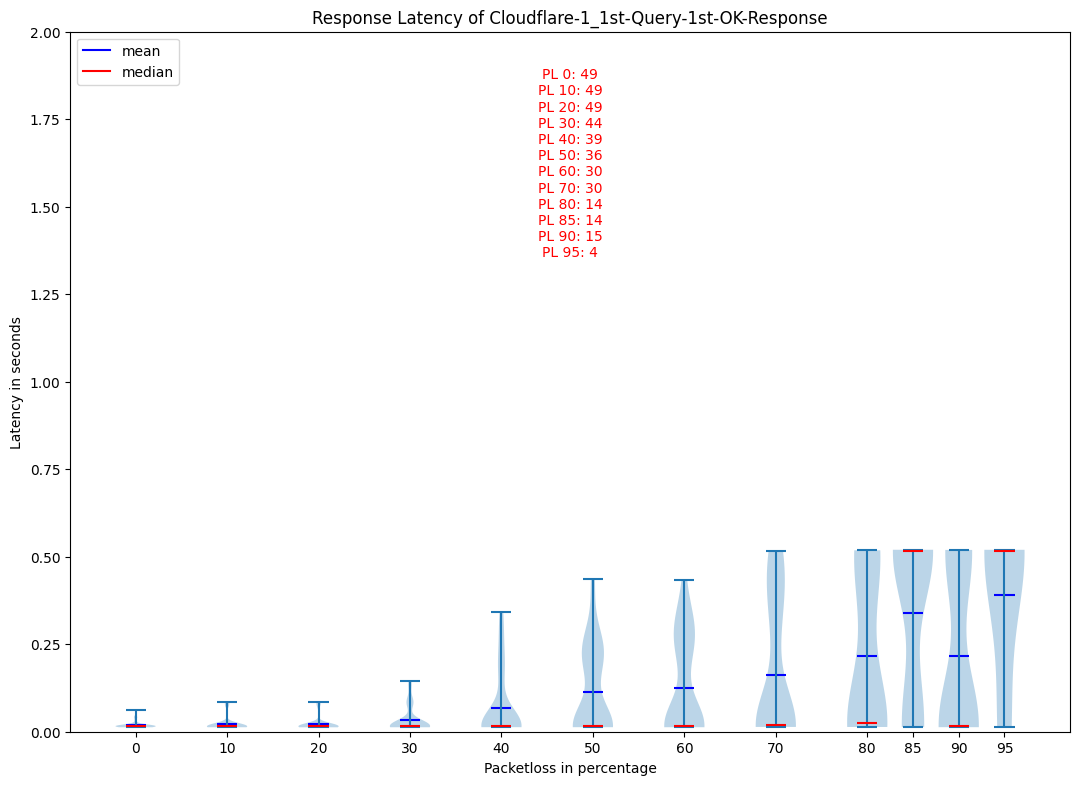 Response Latency of Cloudflare-1_1st-Query-1st-OK-Response
2.00
mean
median
PL 0: 49
PL 10: 49
PL 20: 49
PL 30: 44
PL 40: 39
PL 50: 36
PL 60: 30
PL 70: 30
PL 80: 14
PL 85: 14
PL 90: 15
PL 95: 4
1.75
1.50
1.25
1.00
0.75
0.50
0.25
0.00
Latency in seconds
0 10 20 30 40 50 60 70 80 85 90 95
Packetloss in percentage